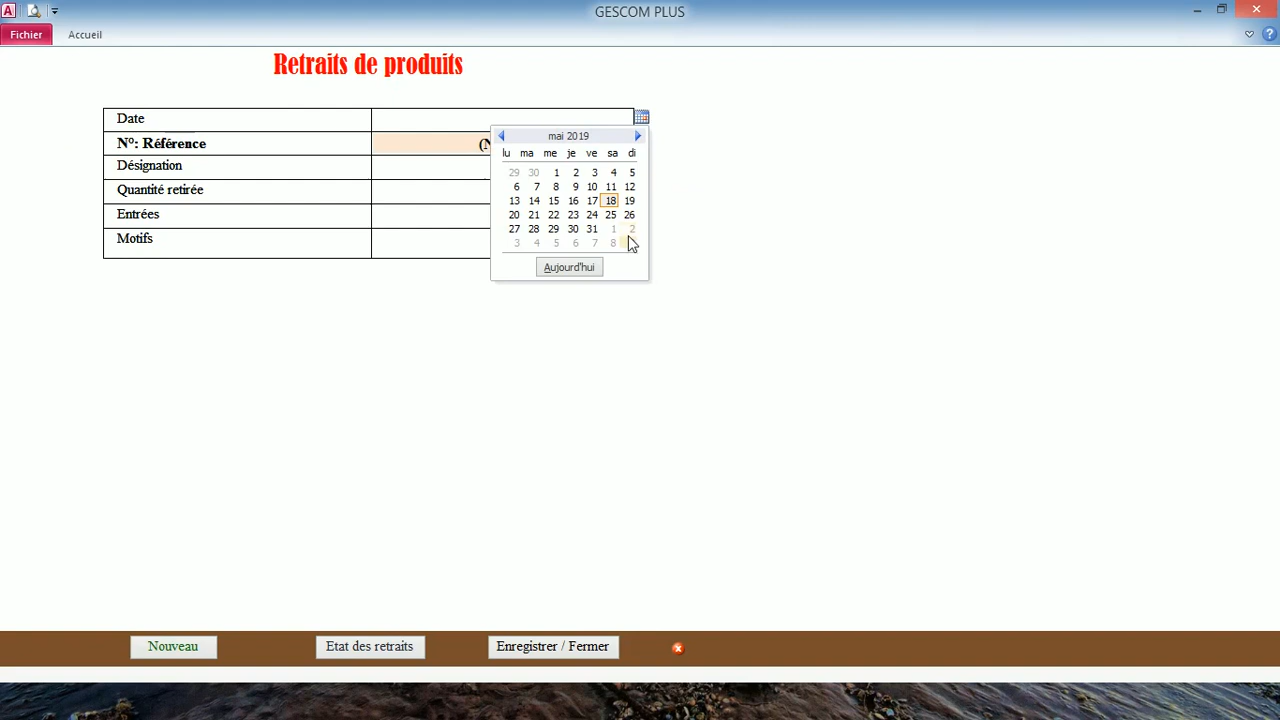 GESCOM PLUS
Fichier Accueil
Retraits de produits
Date
N°: Référence (N
Désignation
Quantité retirée
Entrées
Motifs
mai 2019
lu ma me je ve sa di
29 30 1 2 3 4 5
6 7 8 9 10 11 12
13 14 15 16 17 18 19
20 21 22 23 24 25 26
27 28 29 30 31 1 2
3 4 5 6 7 8
Aujourd'hui
Nouveau Etat des retraits Enregistrer / Fermer